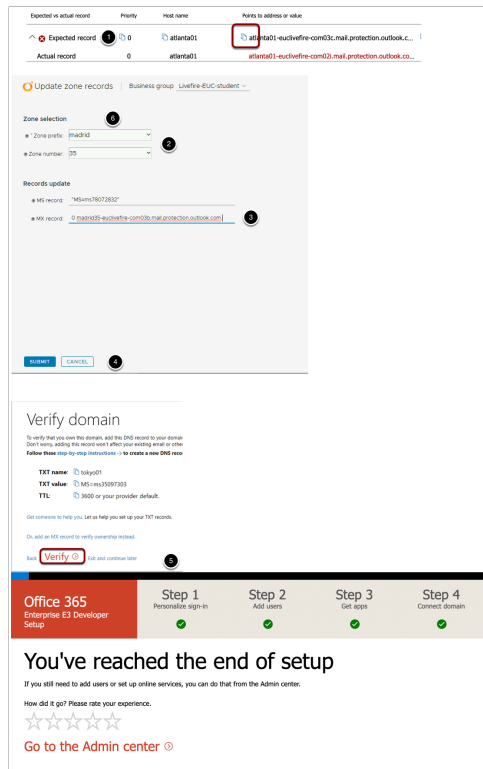 Expected vs actual record Priority Host name Points to address or value
Expected record 1 0 atlanta01 atlanta01-euclivefire-com03c.mail.protection.outlook.c...
Actual record 0 atlanta01 atlanta01-euclivefire-com02i.mail.protection.outlook.co...
Update zone records Business group Livefire-EUC-student
Zone selection 6
* Zone prefix: madrid
2
Zone number: 35
Records update
MS record: "MS=ms78072832"
MX record: 0 madrid35-euclivefire-com03b.mail.protection.outlook.com. 3
SUBMIT CANCEL 4
Verify domain
To verify that you own this domain, add this DNS record to your domain
Don't worry, adding this record won't affect your existing email or othe
Follow these step-by-step instructions -> to create a new DNS reco
TXT name: tokyo01
TXT value: MS=ms35097303
TTL: 3600 or your provider default.
Get someone to help you. Let us help you set up your TXT records.
Or, add an MX record to verify ownership instead.
Back Verify Exit and continue later 5
Office 365
Enterprise E3 Developer
Setup
Step 1 Step 2 Step 3 Step 4
Personalize sign-in Add users Get apps Connect domain
You've reached the end of setup
If you still need to add users or set up online services, you can do that from the Admin center.
How did it go? Please rate your experience.
Go to the Admin center